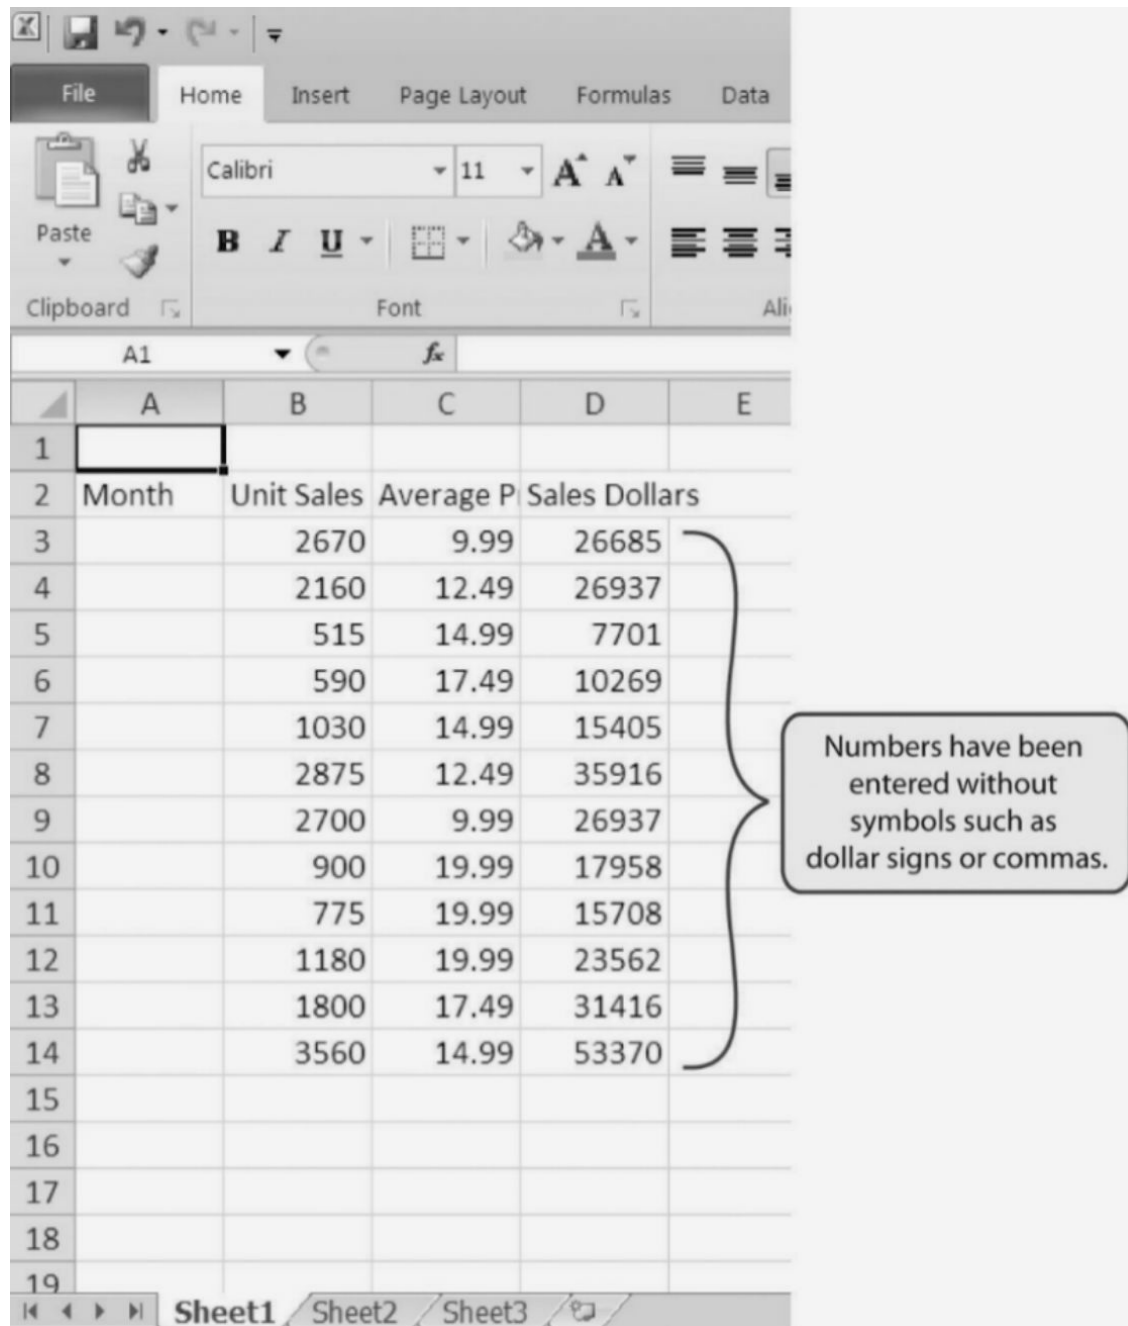 File Home Insert Page Layout Formulas Data
Calibri 11
Paste
B I U A
Clipboard Font
A1 fx
A B C D E
1
2 Month Unit Sales Average P Sales Dollars
3 2670 9.99 26685
4 2160 12.49 26937
5 515 14.99 7701
6 590 17.49 10269
7 1030 14.99 15405
8 2875 12.49 35916
9 2700 9.99 26937
10 900 19.99 17958
11 775 19.99 15708
12 1180 19.99 23562
13 1800 17.49 31416
14 3560 14.99 53370
15
16
17
18
19
Numbers have been
entered without
symbols such as
dollar signs or commas.
Sheet1 Sheet2 Sheet3